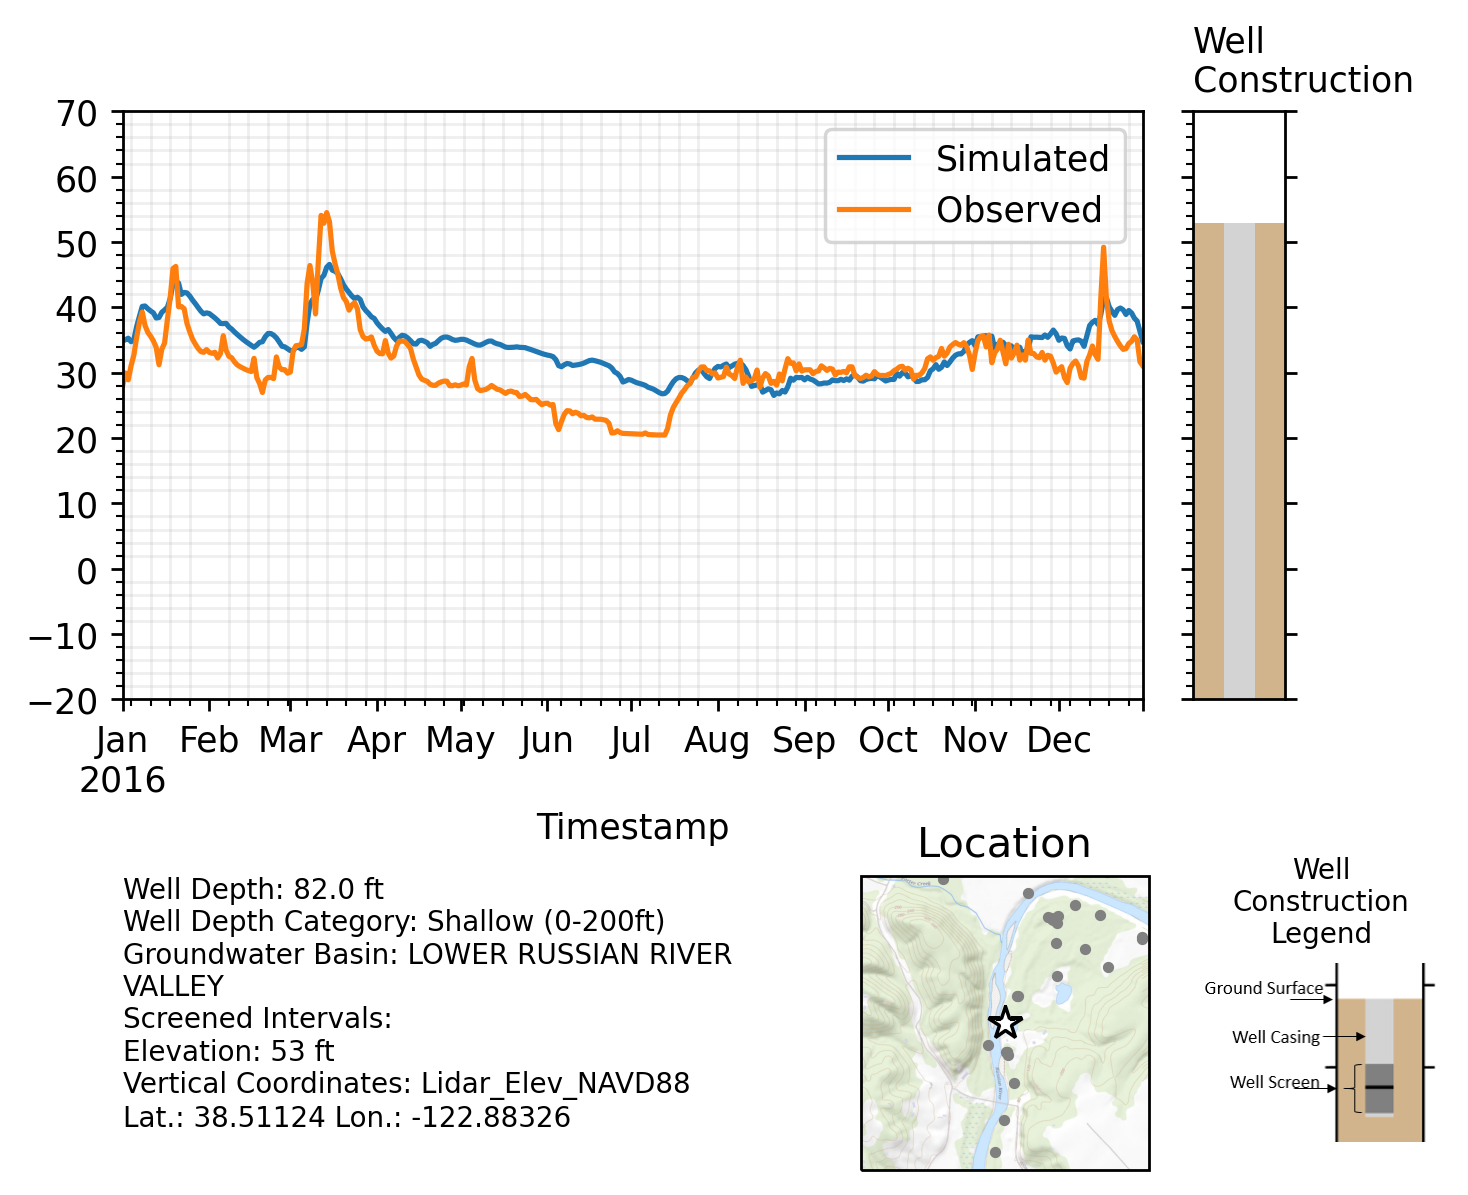 Well
Construction
70
60
50
40
30
20
10
0
−10
−20
Simulated
Observed
Jan Feb Mar Apr May Jun Jul Aug Sep Oct Nov Dec
2016
Timestamp
Well Depth: 82.0 ft
Well Depth Category: Shallow (0-200ft)
Groundwater Basin: LOWER RUSSIAN RIVER
VALLEY
Screened Intervals:
Elevation: 53 ft
Vertical Coordinates: Lidar_Elev_NAVD88
Lat.: 38.51124 Lon.: -122.88326
Location
Well
Construction
Legend
Ground Surface
Well Casing
Well Screen